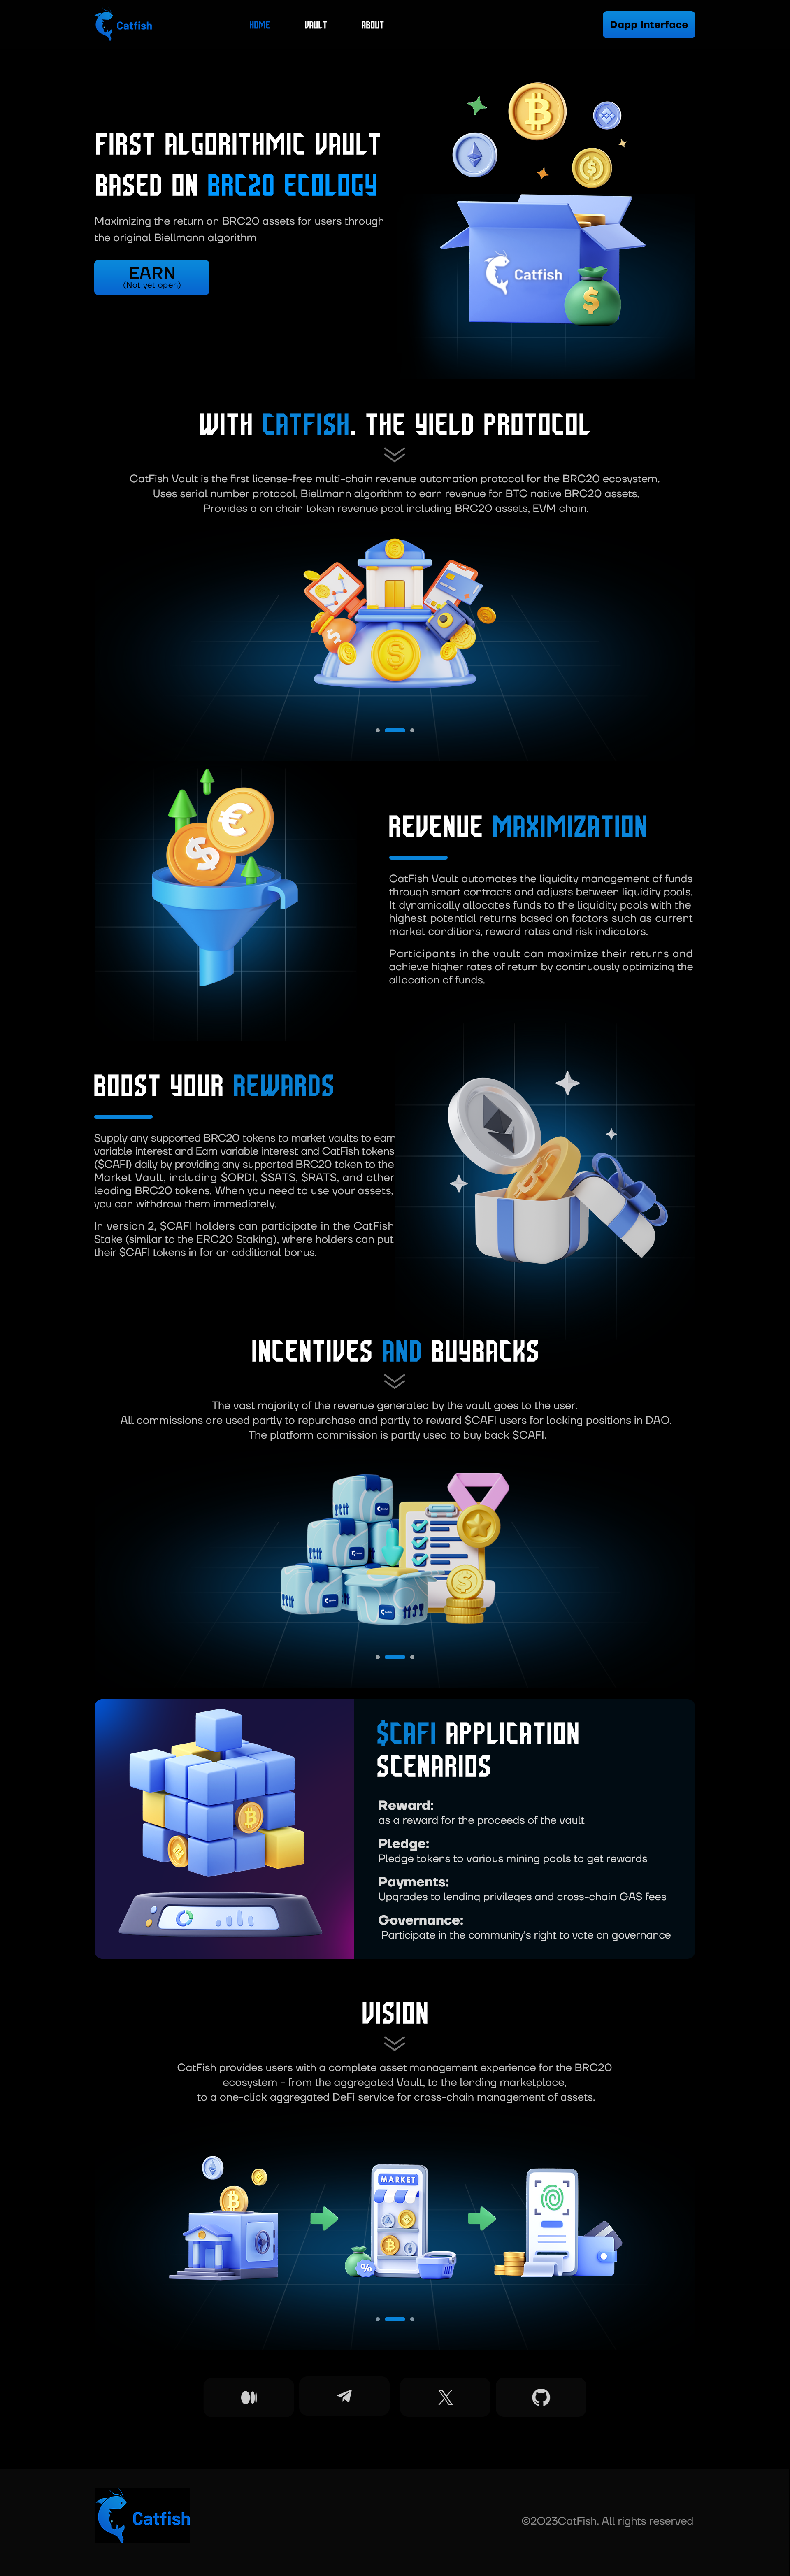 Catfish
HOME
VAULT
ABOUT
Dapp Interface
FIRST ALGORITHMIC VAULT
BASED ON BRC20 ECOLOGY
Maximizing the return on BRC20 assets for users through
the original Biellmann algorithm
EARN
(Not yet open)
Catfish
WITH CATFISH. THE YIELD PROTOCOL
CatFish Vault is the first license-free multi-chain revenue automation protocol for the BRC20 ecosystem.
Uses serial number protocol, Biellmann algorithm to earn revenue for BTC native BRC20 assets.
Provides a on chain token revenue pool including BRC20 assets, EVM chain.
REVENUE MAXIMIZATION
CatFish Vault automates the liquidity management of funds
through smart contracts and adjusts between liquidity pools.
It dynamically allocates funds to the liquidity pools with the
highest potential returns based on factors such as current
market conditions, reward rates and risk indicators.
Participants in the vault can maximize their returns and
achieve higher rates of return by continuously optimizing the
allocation of funds.
BOOST YOUR REWARDS
Supply any supported BRC20 tokens to market vaults to earn
variable interest and Earn variable interest and CatFish tokens
($CAFI) daily by providing any supported BRC20 token to the
Market Vault, including $ORDI, $SATS, $RATS, and other
leading BRC20 tokens. When you need to use your assets,
you can withdraw them immediately.
In version 2, $CAFI holders can participate in the CatFish
Stake (similar to the ERC20 Staking), where holders can put
their $CAFI tokens in for an additional bonus.
INCENTIVES AND BUYBACKS
The vast majority of the revenue generated by the vault goes to the user.
All commissions are used partly to repurchase and partly to reward $CAFI users for locking positions in DAO.
The platform commission is partly used to buy back $CAFI.
$CAFI APPLICATION
SCENARIOS
Reward:
as a reward for the proceeds of the vault
Pledge:
Pledge tokens to various mining pools to get rewards
Payments:
Upgrades to lending privileges and cross-chain GAS fees
Governance:
Participate in the community's right to vote on governance
VISION
CatFish provides users with a complete asset management experience for the BRC20
ecosystem - from the aggregated Vault, to the lending marketplace,
to a one-click aggregated DeFi service for cross-chain management of assets.
MARKET
%
Catfish
©2023CatFish. All rights reserved